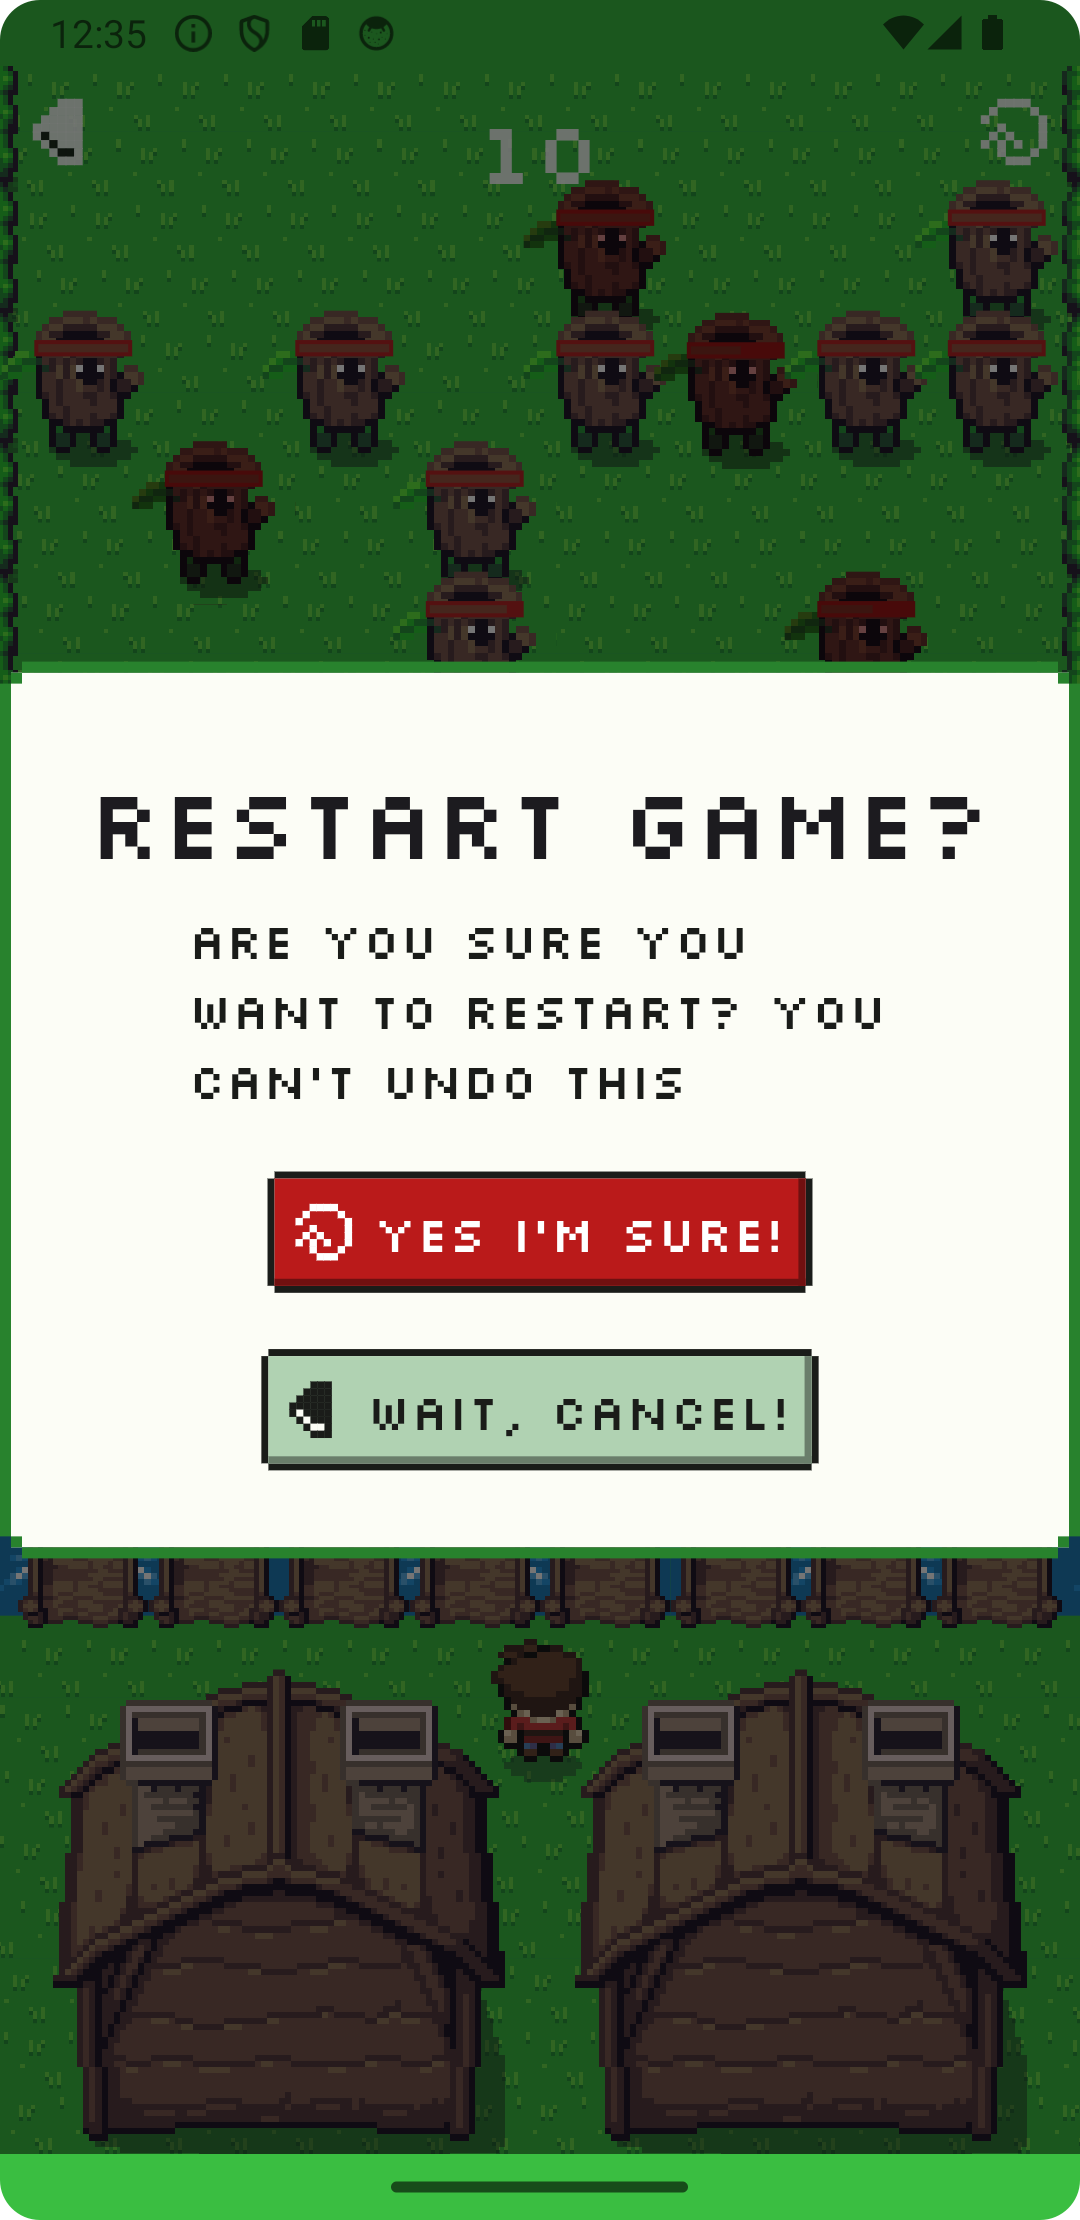 12:35
10
RESTART GAME?
ARE YOU SURE YOU
WANT TO RESTART? YOU
CAN'T UNDO THIS
YES I'M SURE!
WAIT, CANCEL!